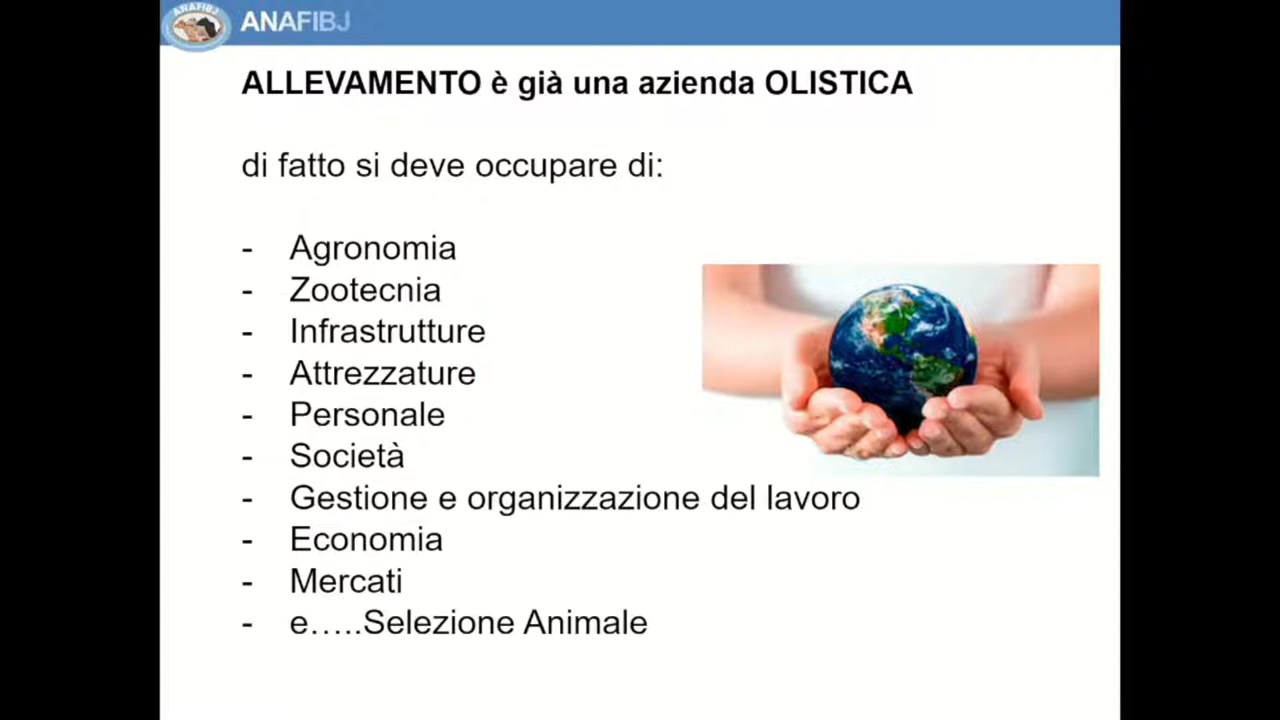 ANAFIBJ
ANAFIBJ
ALLEVAMENTO è già una azienda OLISTICA
di fatto si deve occupare di:
- Agronomia
- Zootecnia
- Infrastrutture
- Attrezzature
- Personale
- Società
- Gestione e organizzazione del lavoro
- Economia
- Mercati
- e…..Selezione Animale